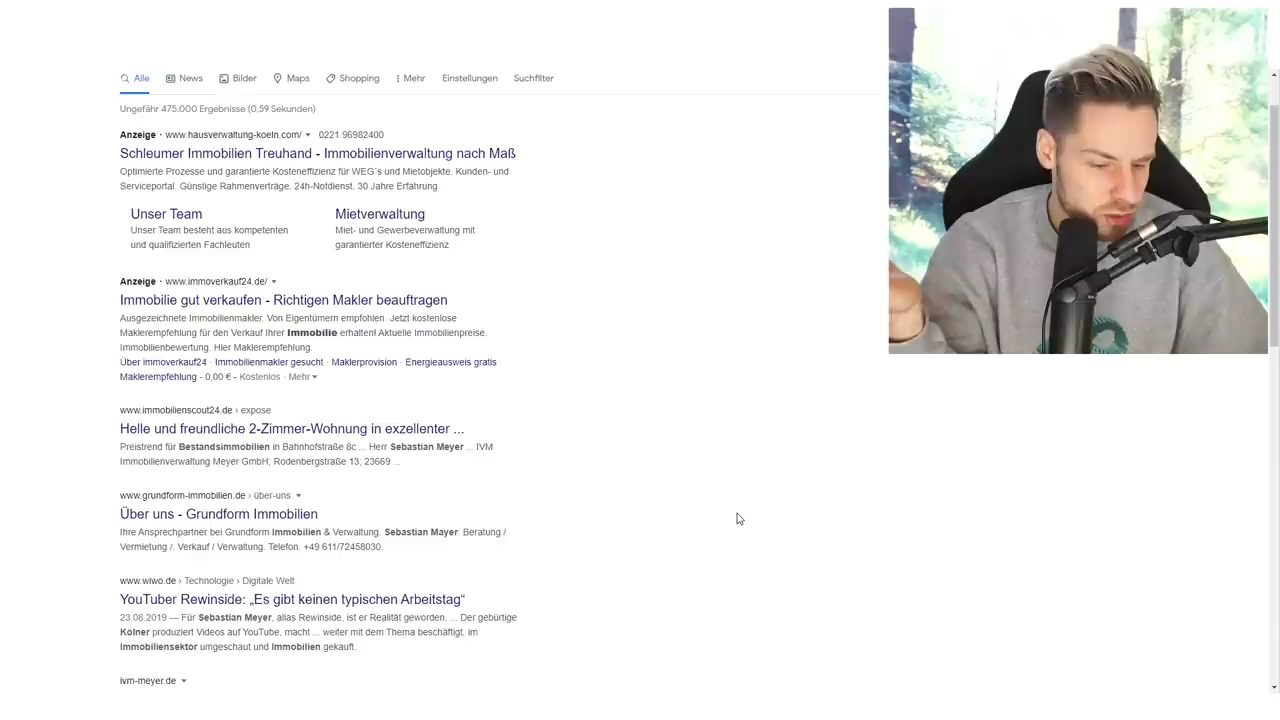 Alle News Bilder Maps Shopping Mehr Einstellungen Suchfilter
Ungefähr 475.000 Ergebnisse (0,59 Sekunden)
Anzeige · www.hausverwaltung-koeln.com/ 0221 96982400
Schleumer Immobilien Treuhand - Immobilienverwaltung nach Maß
Optimierte Prozesse und garantierte Kosteneffizienz für WEG´s und Mietobjekte. Kunden- und
Serviceportal. Günstige Rahmenverträge. 24h-Notdienst. 30 Jahre Erfahrung.
Unser Team
Unser Team besteht aus kompetenten
und qualifizierten Fachleuten
Mietverwaltung
Miet- und Gewerbeverwaltung mit
garantierter Kosteneffizienz
Anzeige · www.immoverkauf24.de/
Immobilie gut verkaufen - Richtigen Makler beauftragen
Ausgezeichnete Immobilienmakler. Von Eigentümern empfohlen. Jetzt kostenlose
Maklerempfehlung für den Verkauf Ihrer Immobilie erhalten! Aktuelle Immobilienpreise.
Immobilienbewertung. Hier Maklerempfehlung.
Über immoverkauf24 · Immobilienmakler gesucht · Maklerprovision · Energieausweis gratis
Maklerempfehlung - 0,00 € - Kostenlos · Mehr
www.immobilienscout24.de › expose
Helle und freundliche 2-Zimmer-Wohnung in exzellenter ...
Preistrend für Bestandsimmobilien in Bahnhofstraße 8c ... Herr Sebastian Meyer ... IVM
Immobilienverwaltung Meyer GmbH; Rodenbergstraße 13; 23669 ...
www.grundform-immobilien.de › über-uns
Über uns - Grundform Immobilien
Ihre Ansprechpartner bei Grundform Immobilien & Verwaltung. Sebastian Mayer. Beratung /
Vermietung /. Verkauf / Verwaltung. Telefon. +49 611/72458030.
www.wiwo.de › Technologie › Digitale Welt
YouTuber Rewinside: „Es gibt keinen typischen Arbeitstag“
23.08.2019 — Für Sebastian Meyer, alias Rewinside, ist er Realität geworden. ... Der gebürtige
Kölner produziert Videos auf YouTube, macht ... weiter mit dem Thema beschäftigt, im
Immobiliensektor umgeschaut und Immobilien gekauft.
ivm-meyer.de